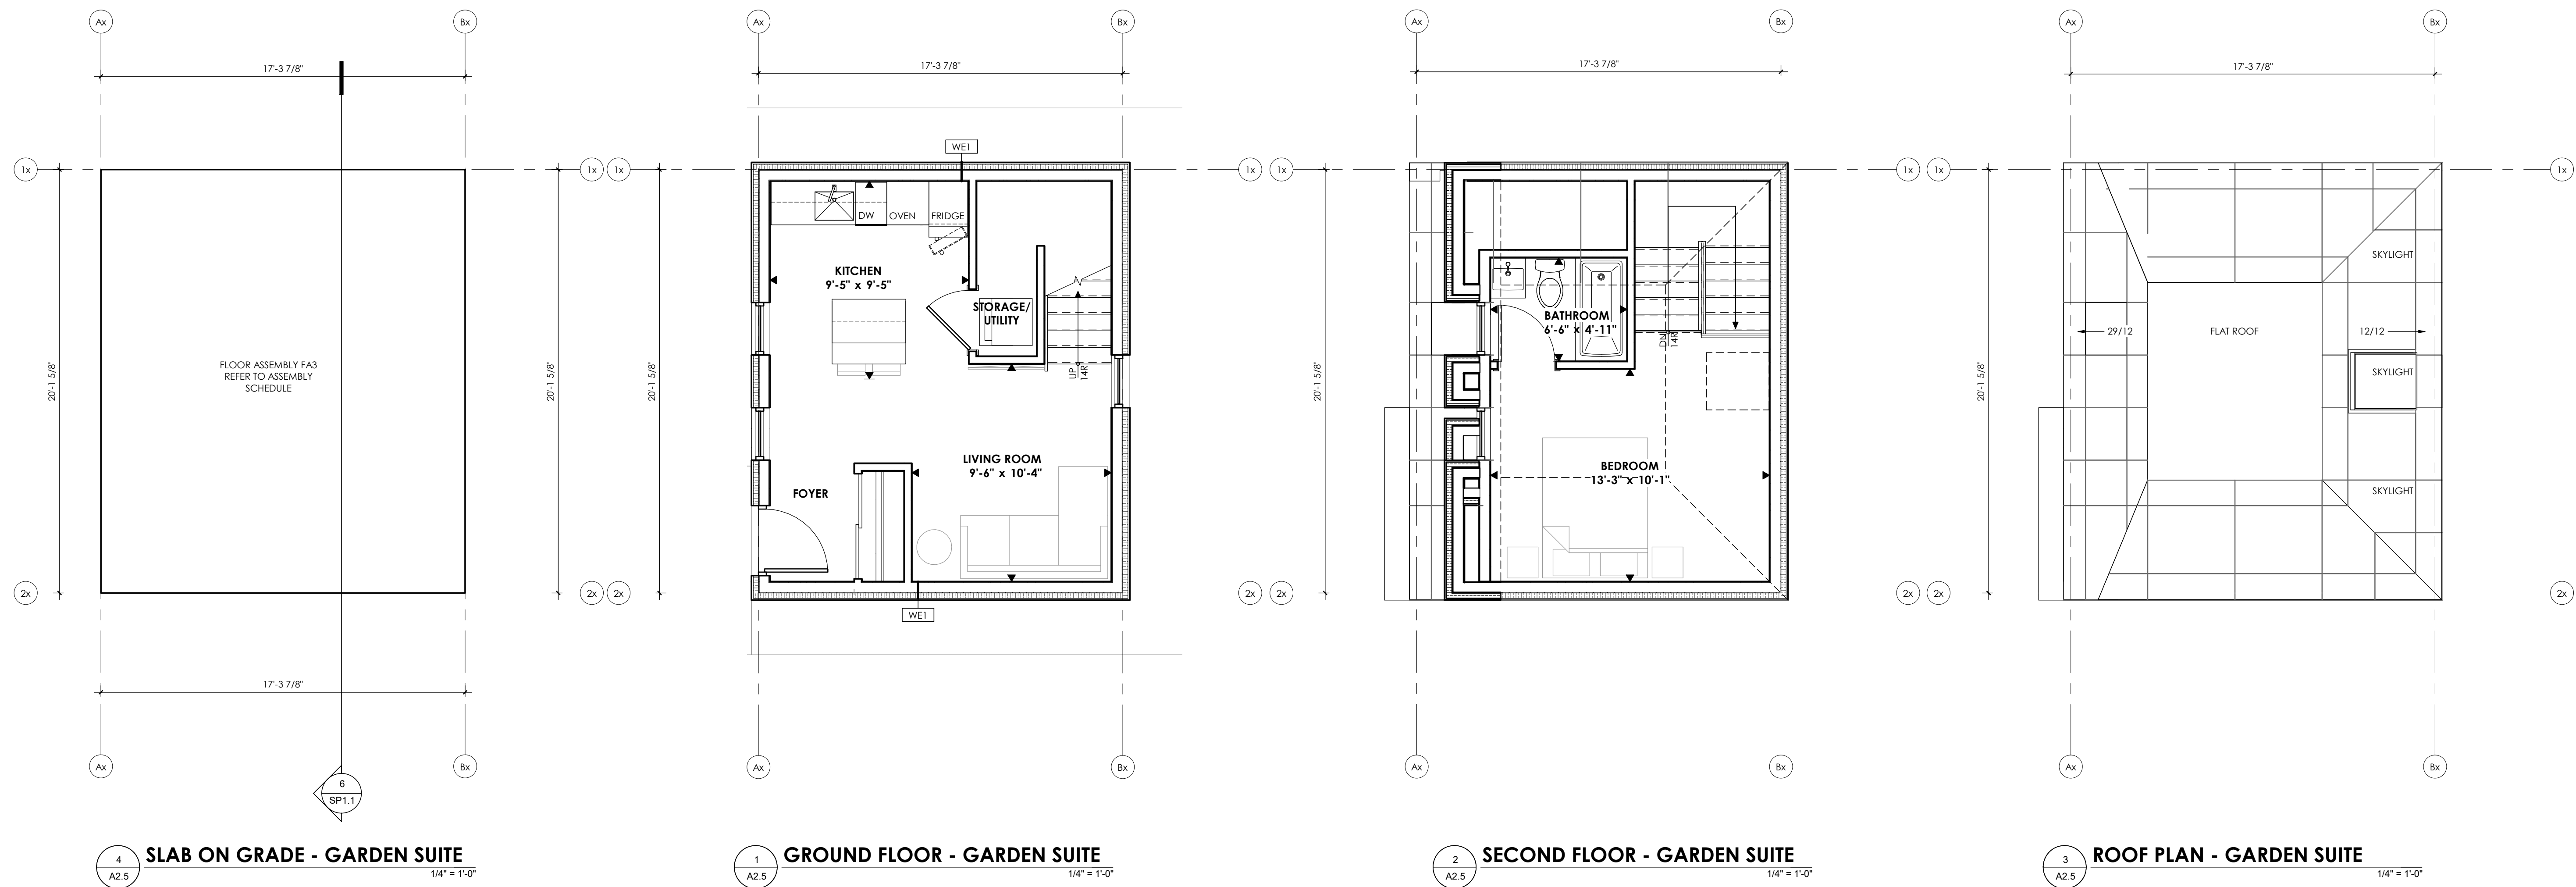 Ax
Bx
17'-3 7/8"
1x
1x
20'-1 5/8"
20'-1 5/8"
FLOOR ASSEMBLY FA3
REFER TO ASSEMBLY
SCHEDULE
2x
2x
17'-3 7/8"
Ax
Bx
6
SP1.1
4
A2.5
SLAB ON GRADE - GARDEN SUITE
1/4" = 1'-0"
Ax
Bx
17'-3 7/8"
WE1
1x
1x
20'-1 5/8"
DW
OVEN
FRIDGE
KITCHEN
9'-5" x 9'-5"
STORAGE/
UTILITY
UP
14R
LIVING ROOM
9'-6" x 10'-4"
FOYER
2x
2x
WE1
Ax
Bx
1
A2.5
GROUND FLOOR - GARDEN SUITE
1/4" = 1'-0"
Ax
Bx
17'-3 7/8"
1x
1x
20'-1 5/8"
BATHROOM
6'-6" x 4'-11"
DN
14R
BEDROOM
13'-3" x 10'-1"
2x
2x
Ax
Bx
2
A2.5
SECOND FLOOR - GARDEN SUITE
1/4" = 1'-0"
Ax
Bx
17'-3 7/8"
1x
1x
20'-1 5/8"
SKYLIGHT
29/12
FLAT ROOF
12/12
SKYLIGHT
SKYLIGHT
2x
2x
Ax
Bx
3
A2.5
ROOF PLAN - GARDEN SUITE
1/4" = 1'-0"